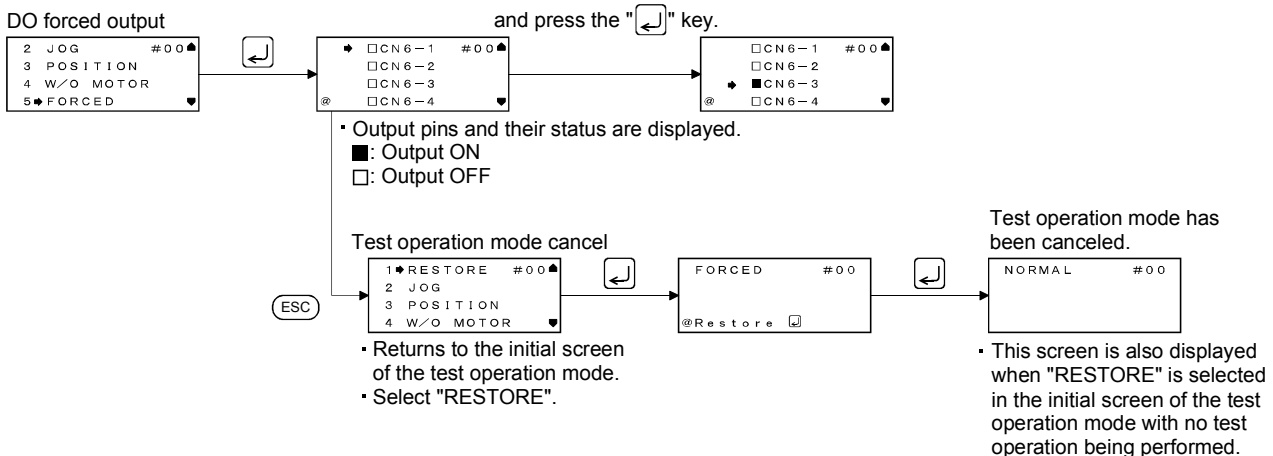 DO forced output
and press the "↵" key.
2 JOG #00▲
3 POSITION
4 W/O MOTOR
5➡FORCED ▼
➡ □CN6－1 #00▲
□CN6－2
□CN6－3
@ □CN6－4 ▼
□CN6－1 #00▲
□CN6－2
➡ ■CN6－3
@ □CN6－4 ▼
▪ Output pins and their status are displayed.
■: Output ON
□: Output OFF
Test operation mode cancel
Test operation mode has
been canceled.
ESC
1➡RESTORE #00▲
2 JOG
3 POSITION
4 W/O MOTOR ▼
FORCED #00
@Restore ↵
NORMAL #00
▪ Returns to the initial screen
of the test operation mode.
▪ Select "RESTORE".
▪ This screen is also displayed
when "RESTORE" is selected
in the initial screen of the test
operation mode with no test
operation being performed.